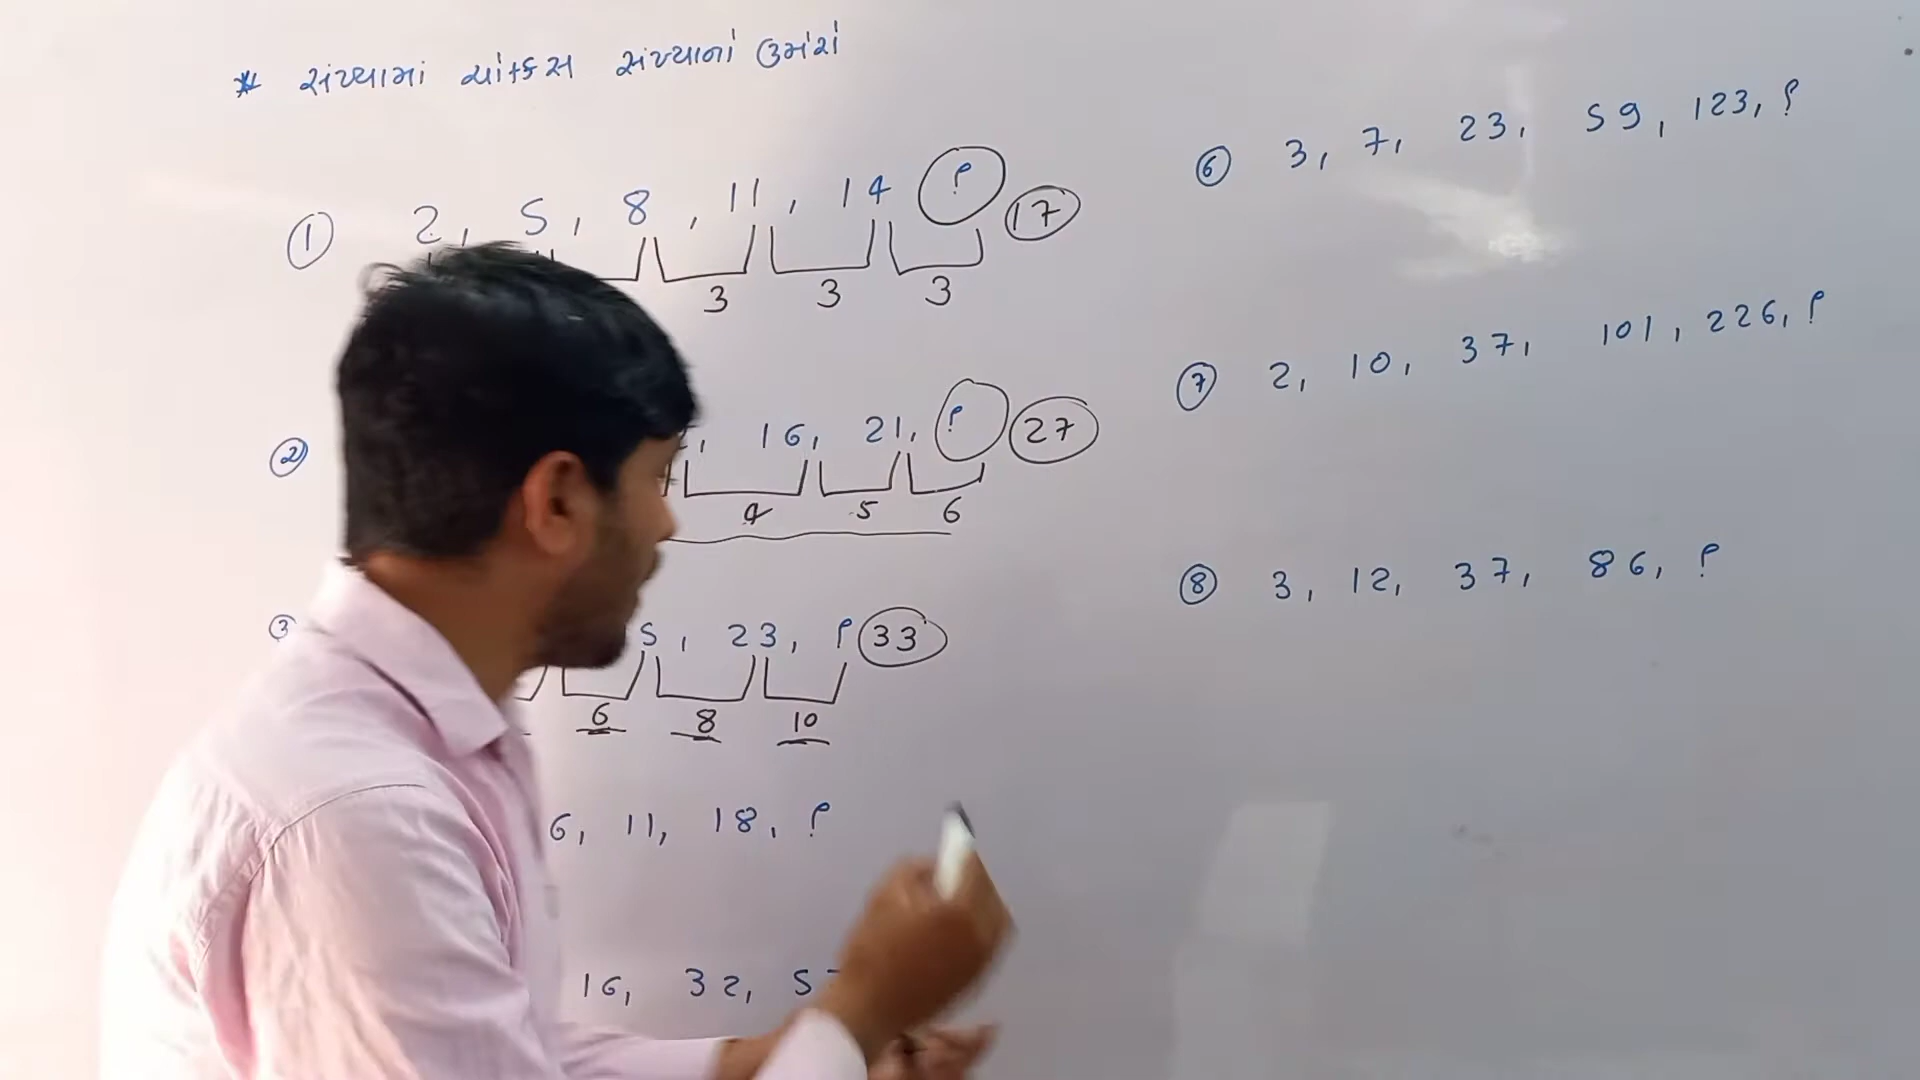 * સંખ્યામાં ચોક્કસ સંખ્યાનો ઉમેરો
① 2, 5, 8, 11, 14 ? 17
3 3 3
② 16, 21, ? 27
4 5 6
③ 5, 23, ? 33
6 8 10
6, 11, 18, ?
16, 32, 5
⑥ 3, 7, 23, 59, 123, ?
⑦ 2, 10, 37, 101, 226, ?
⑧ 3, 12, 37, 86, ?